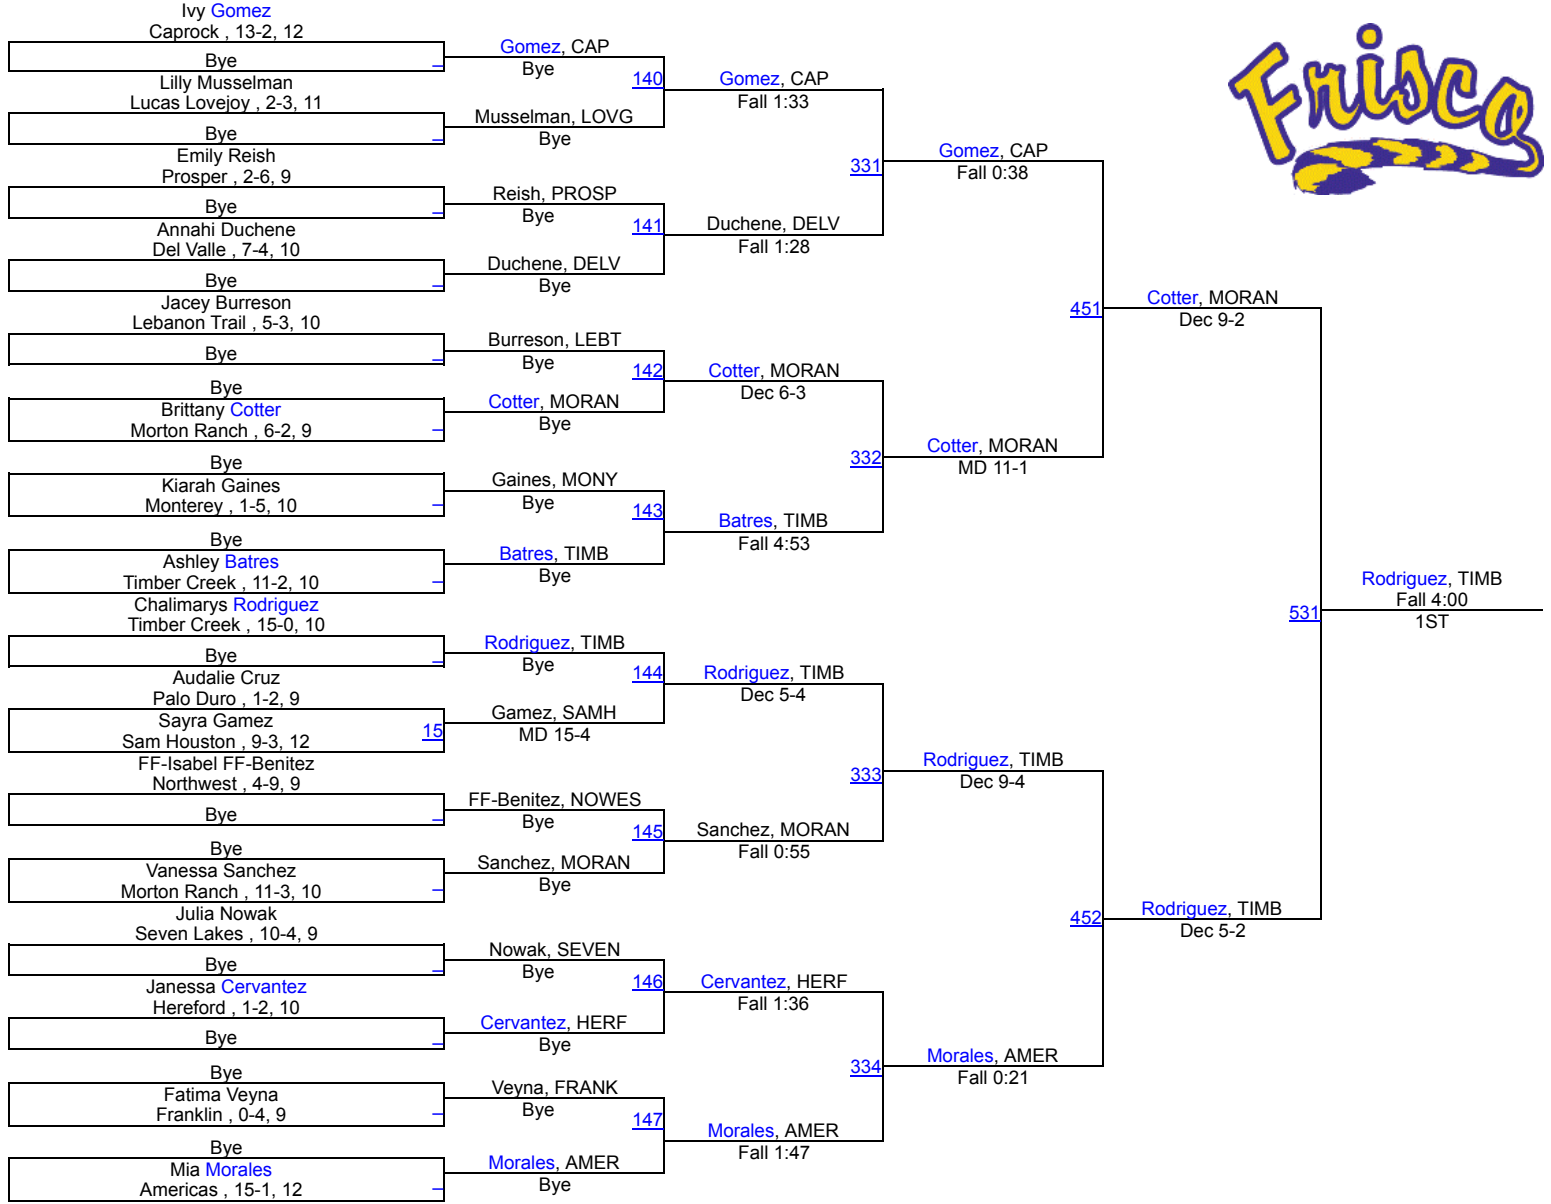 Ivy Gomez
Caprock , 13-2, 12
Bye
Lilly Musselman
Lucas Lovejoy , 2-3, 11
Bye
Emily Reish
Prosper , 2-6, 9
Bye
Annahi Duchene
Del Valle , 7-4, 10
Bye
Jacey Burreson
Lebanon Trail , 5-3, 10
Bye
Bye
Brittany Cotter
Morton Ranch , 6-2, 9
Bye
Kiarah Gaines
Monterey , 1-5, 10
Bye
Ashley Batres
Timber Creek , 11-2, 10
Chalimarys Rodriguez
Timber Creek , 15-0, 10
Bye
Audalie Cruz
Palo Duro , 1-2, 9
Sayra Gamez
Sam Houston , 9-3, 12
15
FF-Isabel FF-Benitez
Northwest , 4-9, 9
Bye
Bye
Vanessa Sanchez
Morton Ranch , 11-3, 10
Julia Nowak
Seven Lakes , 10-4, 9
Bye
Janessa Cervantez
Hereford , 1-2, 10
Bye
Bye
Fatima Veyna
Franklin , 0-4, 9
Bye
Mia Morales
Americas , 15-1, 12
Gomez, CAP
Bye
140
Musselman, LOVG
Bye
Reish, PROSP
Bye
141
Duchene, DELV
Bye
Burreson, LEBT
Bye
142
Cotter, MORAN
Bye
Gaines, MONY
Bye
143
Batres, TIMB
Bye
Rodriguez, TIMB
Bye
144
Gamez, SAMH
MD 15-4
FF-Benitez, NOWES
Bye
145
Sanchez, MORAN
Bye
Nowak, SEVEN
Bye
146
Cervantez, HERF
Bye
Veyna, FRANK
Bye
147
Morales, AMER
Bye
Gomez, CAP
Fall 1:33
331
Duchene, DELV
Fall 1:28
Cotter, MORAN
Dec 6-3
332
Batres, TIMB
Fall 4:53
Rodriguez, TIMB
Dec 5-4
333
Sanchez, MORAN
Fall 0:55
Cervantez, HERF
Fall 1:36
334
Morales, AMER
Fall 1:47
Gomez, CAP
Fall 0:38
451
Cotter, MORAN
MD 11-1
Rodriguez, TIMB
Dec 9-4
452
Morales, AMER
Fall 0:21
Cotter, MORAN
Dec 9-2
531
Rodriguez, TIMB
Dec 5-2
Rodriguez, TIMB
Fall 4:00
1ST
Frisco